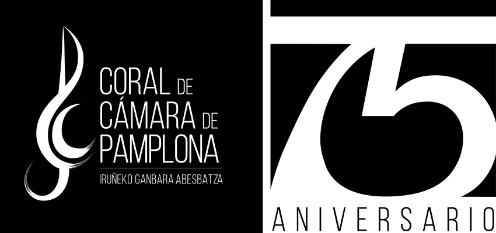 CORAL DE
CÁMARA DE
PAMPLONA
IRUÑEKO GANBARA ABESBATZA
75
ANIVERSARIO